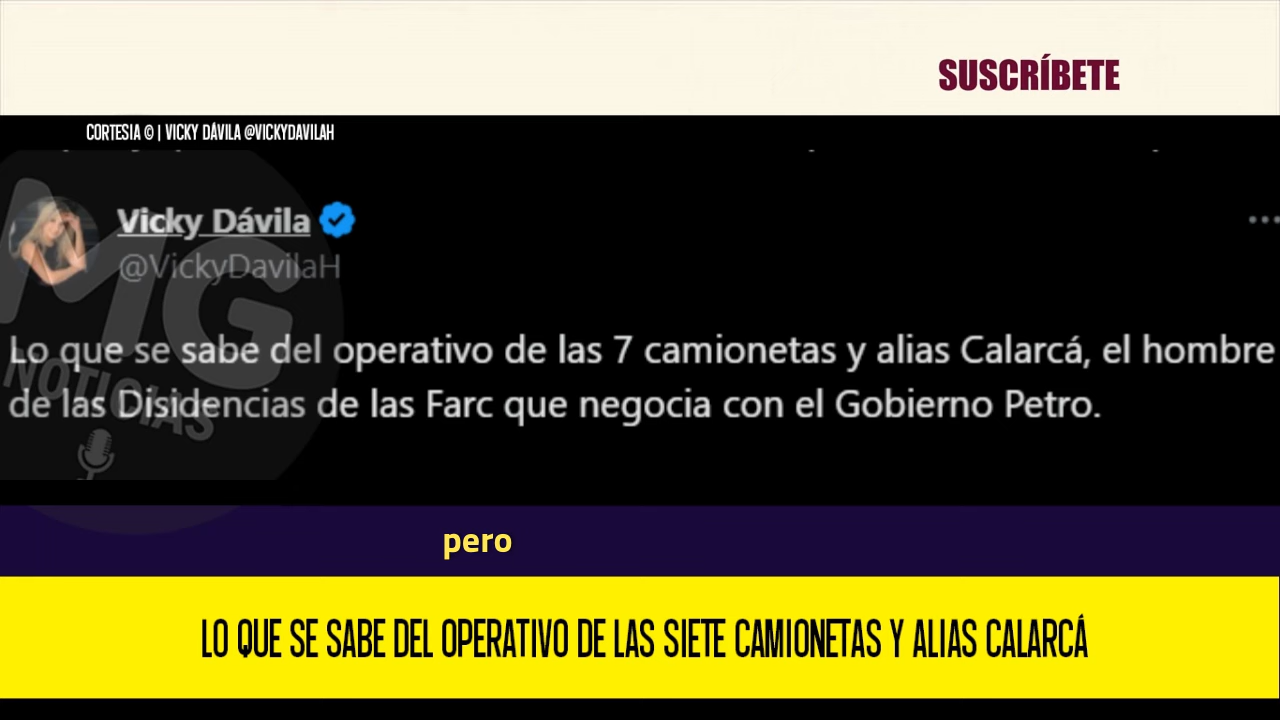 SUSCRÍBETE
CORTESIA © | VICKY DÁVILA @VICKYDAVILAH
Vicky Dávila
@VickyDavilaH
Lo que se sabe del operativo de las 7 camionetas y alias Calarcá, el hombre
de las Disidencias de las Farc que negocia con el Gobierno Petro.
MG
NOTICIAS
pero
LO QUE SE SABE DEL OPERATIVO DE LAS SIETE CAMIONETAS Y ALIAS CALARCÁ